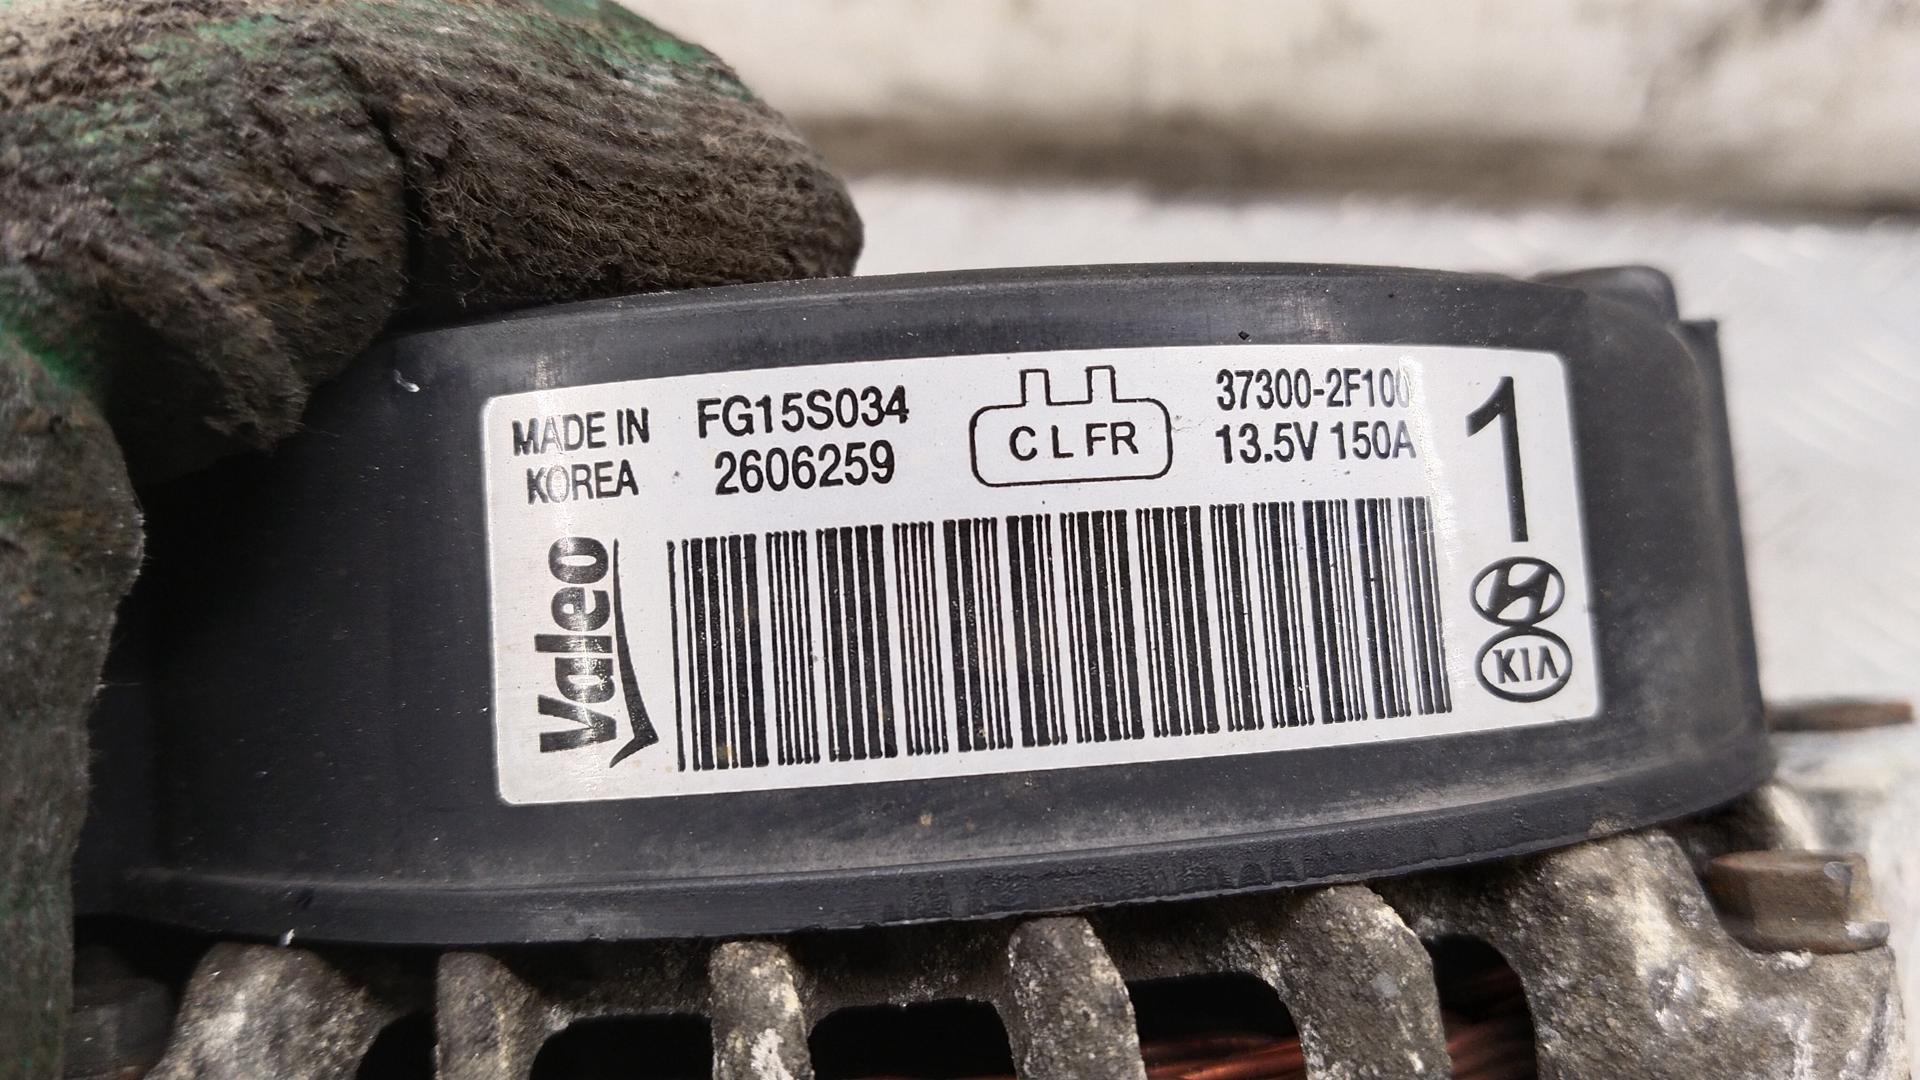 MADE IN
KOREA
FG15S034
2606259
C L FR
37300-2F100
13.5V 150A
1
Valeo
KIA